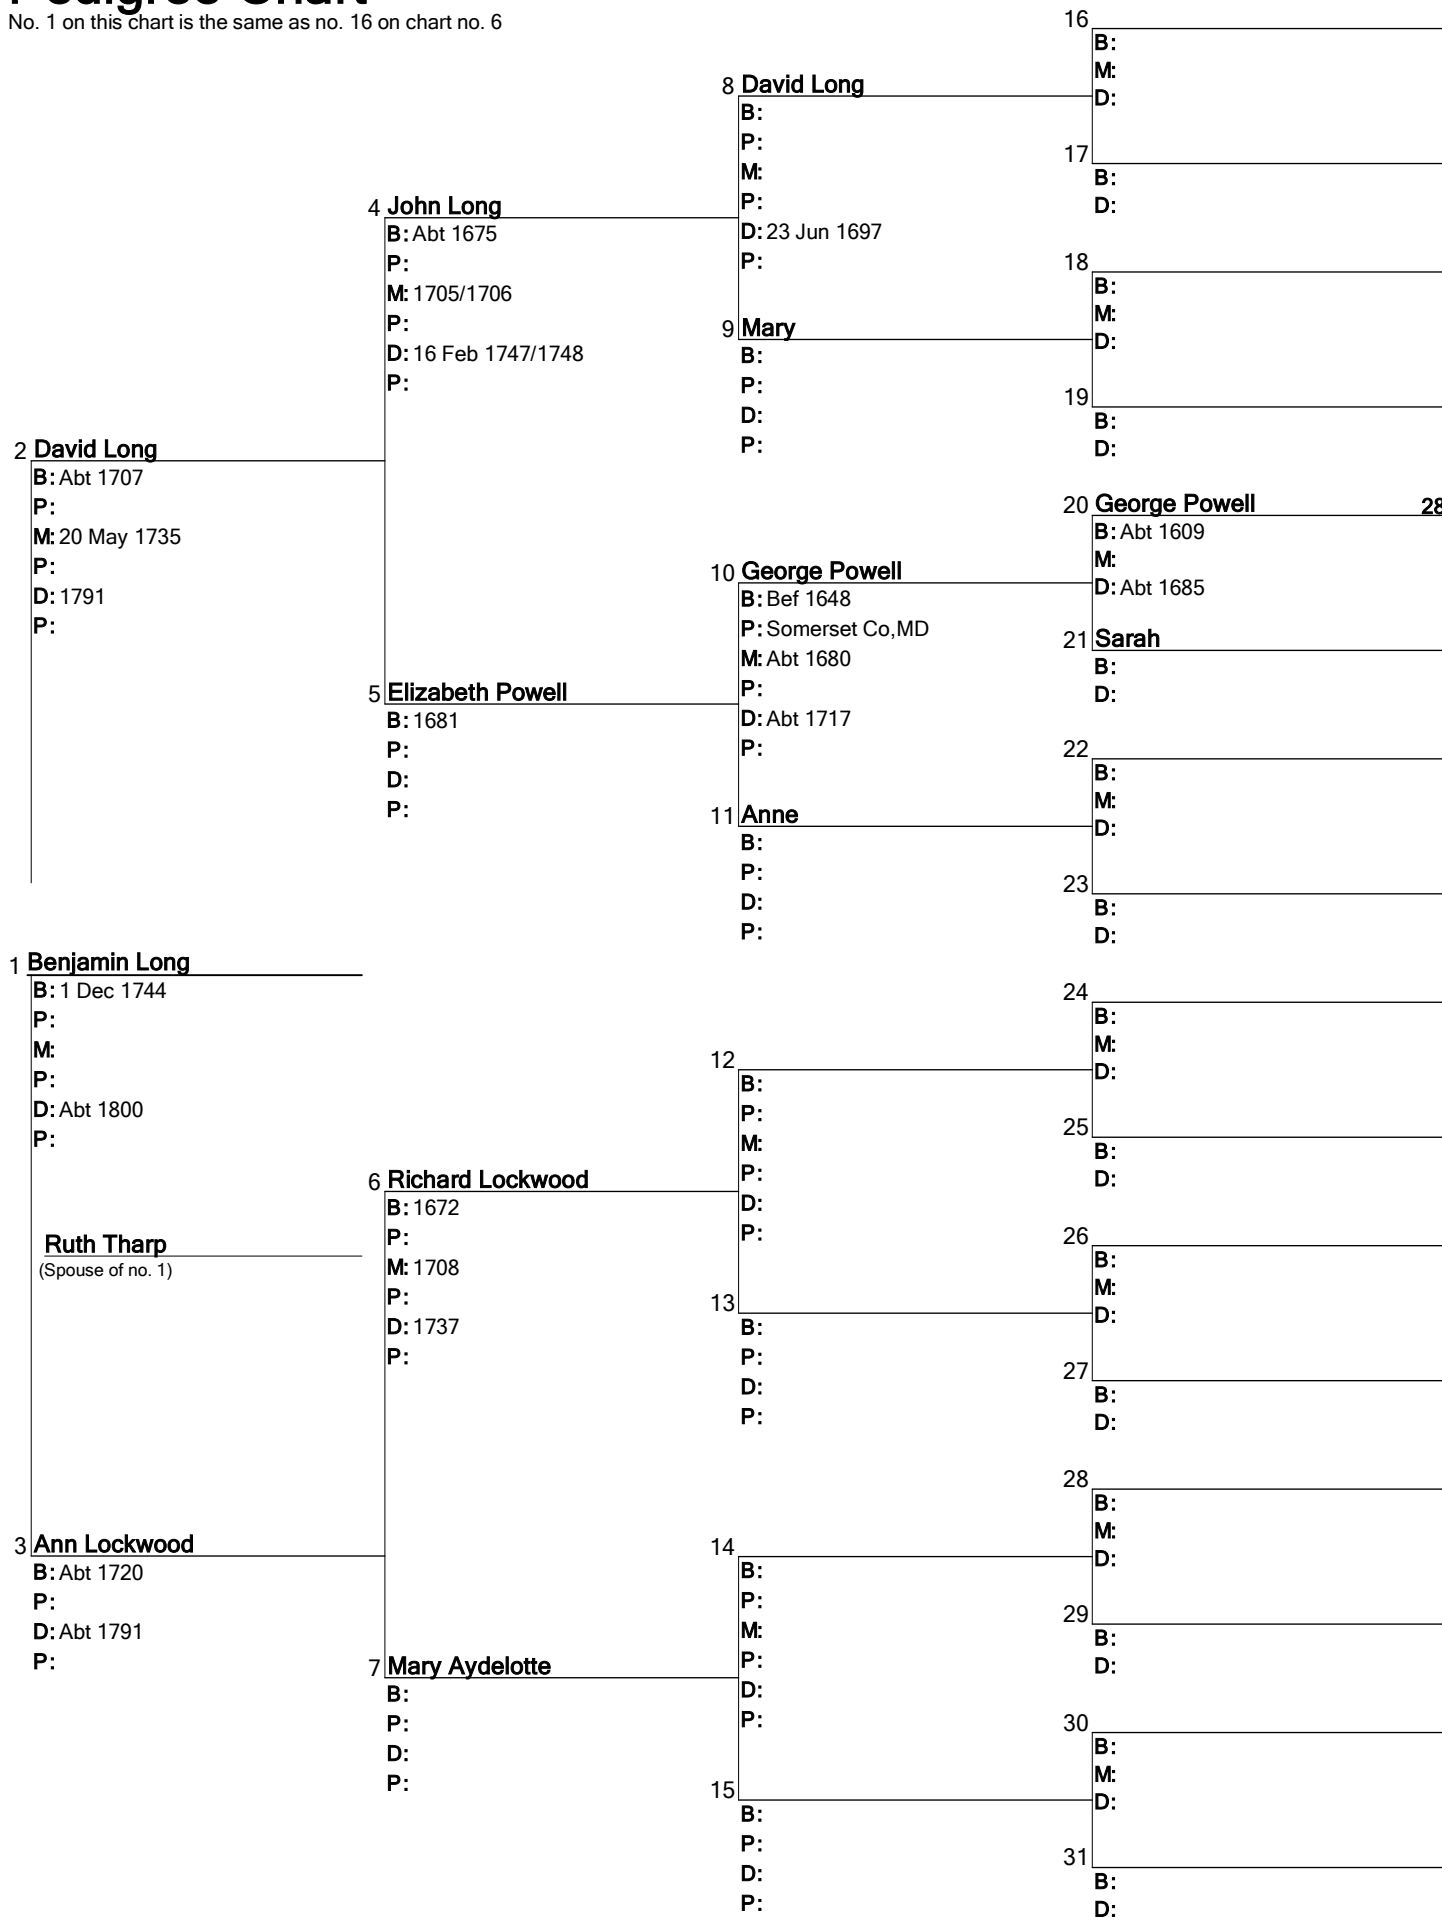 Pedigree Chart
No. 1 on this chart is the same as no. 16 on chart no. 6
16
B:
M:
D:
8 David Long
B:
P:
M:
P:
D: 23 Jun 1697
P:
17
B:
D:
4 John Long
B: Abt 1675
P:
M: 1705/1706
P:
D: 16 Feb 1747/1748
P:
18
B:
M:
D:
9 Mary
B:
P:
D:
P:
19
B:
D:
2 David Long
B: Abt 1707
P:
M: 20 May 1735
P:
D: 1791
P:
20 George Powell 28
B: Abt 1609
M:
D: Abt 1685
10 George Powell
B: Bef 1648
P: Somerset Co,MD
M: Abt 1680
P:
D: Abt 1717
P:
21 Sarah
B:
D:
5 Elizabeth Powell
B: 1681
P:
D:
P:
22
B:
M:
D:
11 Anne
B:
P:
D:
P:
23
B:
D:
1 Benjamin Long
B: 1 Dec 1744
P:
M:
P:
D: Abt 1800
P:
24
B:
M:
D:
12
B:
P:
M:
P:
D:
P:
25
B:
D:
6 Richard Lockwood
B: 1672
P:
M: 1708
P:
D: 1737
P:
Ruth Tharp
(Spouse of no. 1)
26
B:
M:
D:
13
B:
P:
D:
P:
27
B:
D:
28
B:
M:
D:
3 Ann Lockwood
B: Abt 1720
P:
D: Abt 1791
P:
14
B:
P:
M:
P:
D:
P:
29
B:
D:
7 Mary Aydelotte
B:
P:
D:
P:
30
B:
M:
D:
15
B:
P:
D:
P:
31
B:
D: